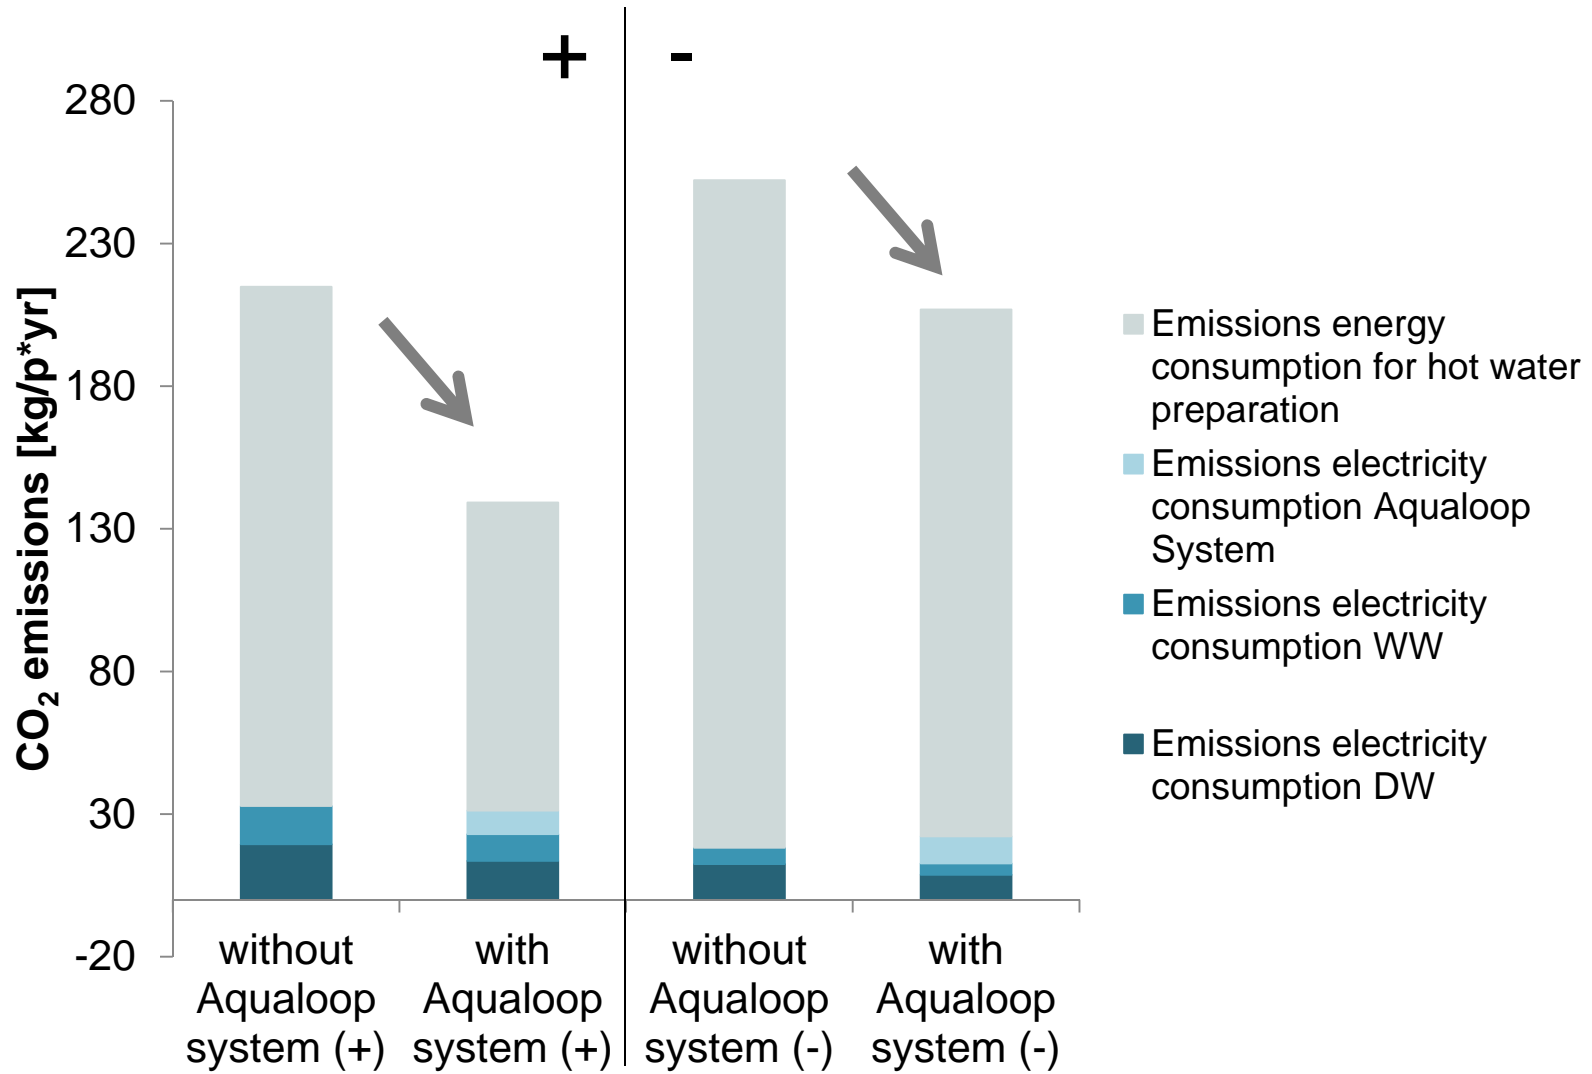 + -
280
230
180
130
80
30
-20
CO₂ emissions [kg/p*yr]
without
Aqualoop
system (+)
with
Aqualoop
system (+)
without
Aqualoop
system (-)
with
Aqualoop
system (-)
Emissions energy
consumption for hot water
preparation
Emissions electricity
consumption Aqualoop
System
Emissions electricity
consumption WW
Emissions electricity
consumption DW